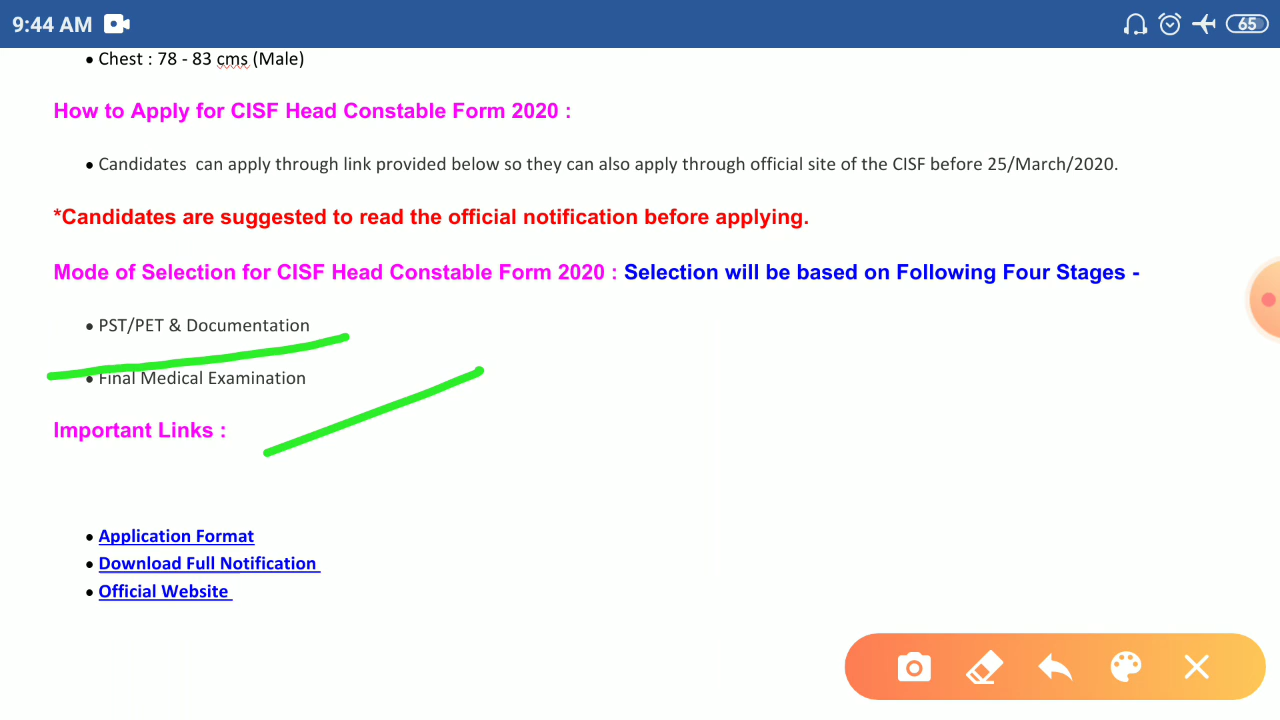 9:44 AM
65
• Chest : 78 - 83 cms (Male)
How to Apply for CISF Head Constable Form 2020 :
• Candidates can apply through link provided below so they can also apply through official site of the CISF before 25/March/2020.
*Candidates are suggested to read the official notification before applying.
Mode of Selection for CISF Head Constable Form 2020 : Selection will be based on Following Four Stages -
• PST/PET & Documentation
• Final Medical Examination
Important Links :
• Application Format
• Download Full Notification
• Official Website